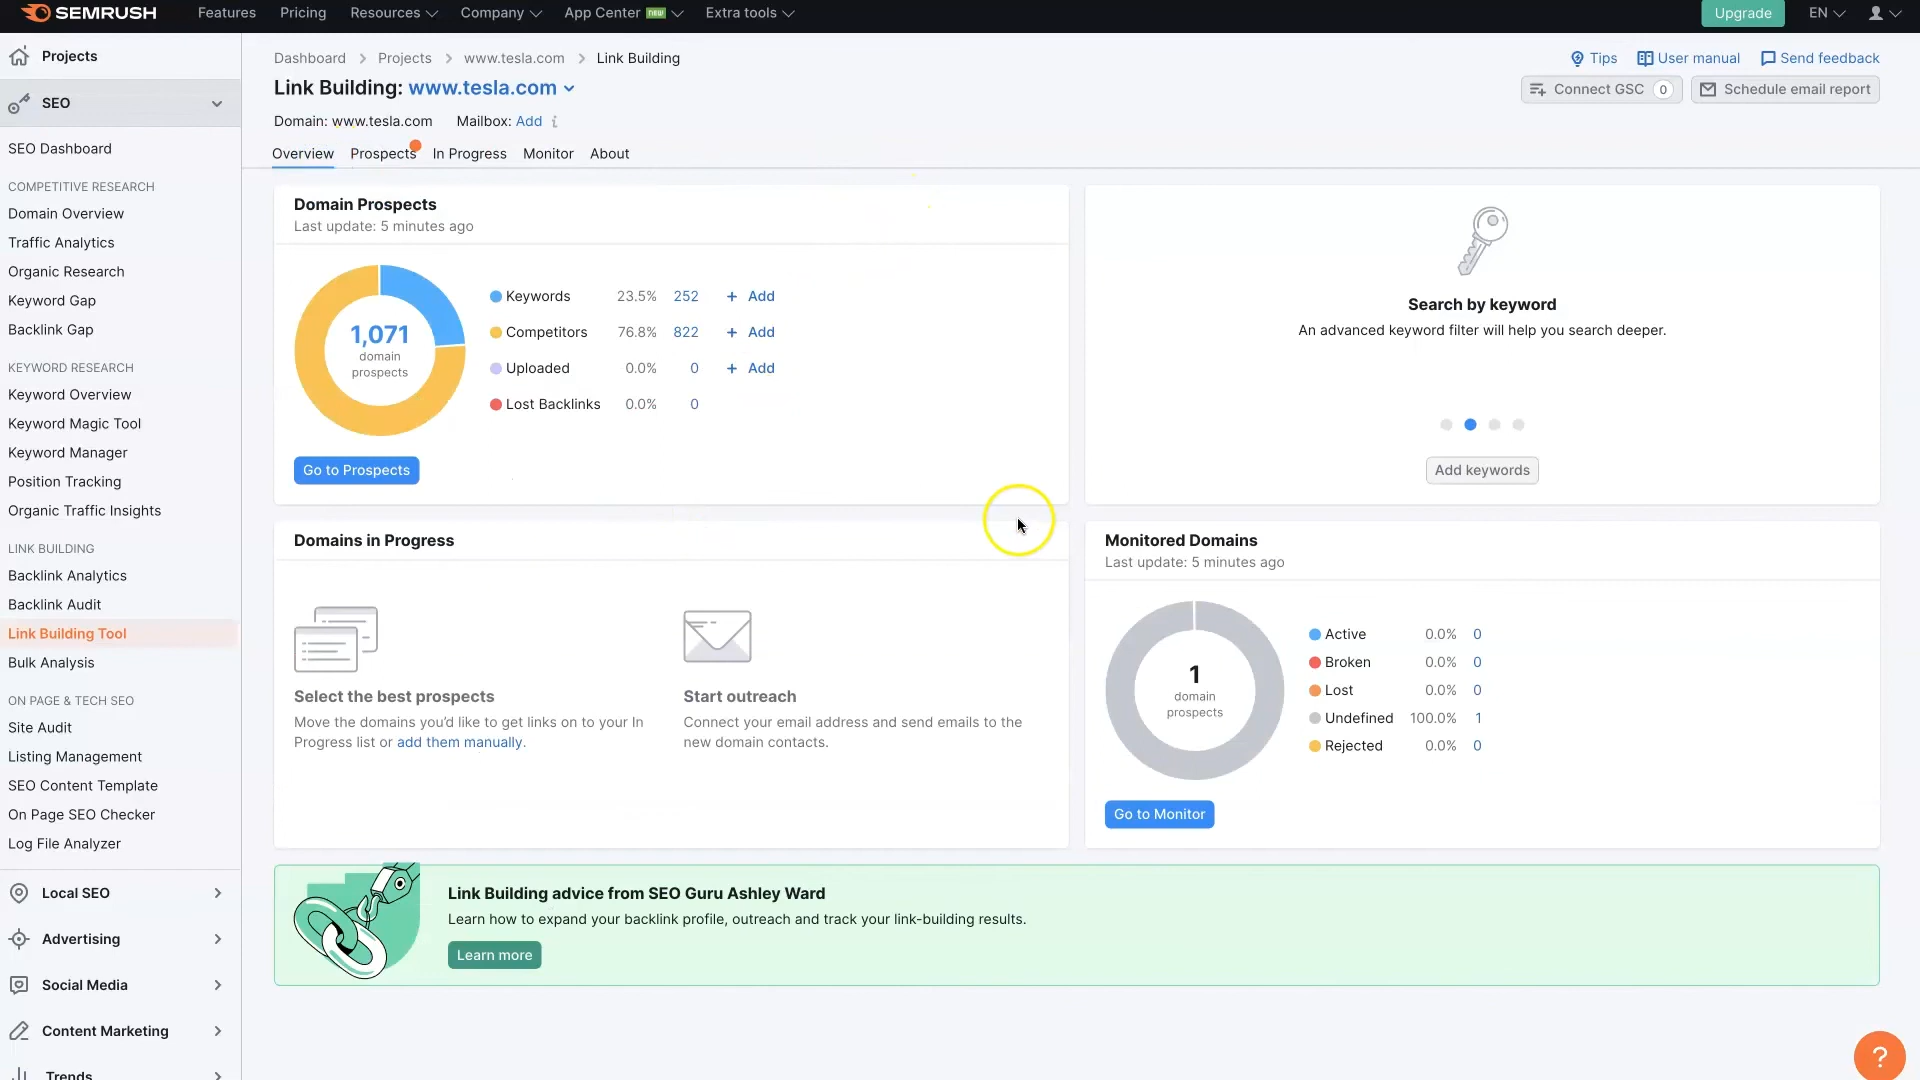 SEMRUSH
Features Pricing Resources Company App Center NEW Extra tools Upgrade EN
Projects
SEO
SEO Dashboard
COMPETITIVE RESEARCH
Domain Overview
Traffic Analytics
Organic Research
Keyword Gap
Backlink Gap
KEYWORD RESEARCH
Keyword Overview
Keyword Magic Tool
Keyword Manager
Position Tracking
Organic Traffic Insights
LINK BUILDING
Backlink Analytics
Backlink Audit
Link Building Tool
Bulk Analysis
ON PAGE & TECH SEO
Site Audit
Listing Management
SEO Content Template
On Page SEO Checker
Log File Analyzer
Local SEO
Advertising
Social Media
Content Marketing
Trends
Dashboard Projects www.tesla.com Link Building
Tips User manual Send feedback
Link Building: www.tesla.com
Connect GSC 0 Schedule email report
Domain: www.tesla.com Mailbox: Add i
Overview Prospects In Progress Monitor About
Domain Prospects
Last update: 5 minutes ago
1,071
domain
prospects
Keywords 23.5% 252 + Add
Competitors 76.8% 822 + Add
Uploaded 0.0% 0 + Add
Lost Backlinks 0.0% 0
Go to Prospects
Search by keyword
An advanced keyword filter will help you search deeper.
Add keywords
Domains in Progress
Select the best prospects
Move the domains you'd like to get links on to your In
Progress list or add them manually.
Start outreach
Connect your email address and send emails to the
new domain contacts.
Monitored Domains
Last update: 5 minutes ago
1
domain
prospects
Active 0.0% 0
Broken 0.0% 0
Lost 0.0% 0
Undefined 100.0% 1
Rejected 0.0% 0
Go to Monitor
Link Building advice from SEO Guru Ashley Ward
Learn how to expand your backlink profile, outreach and track your link-building results.
Learn more
?